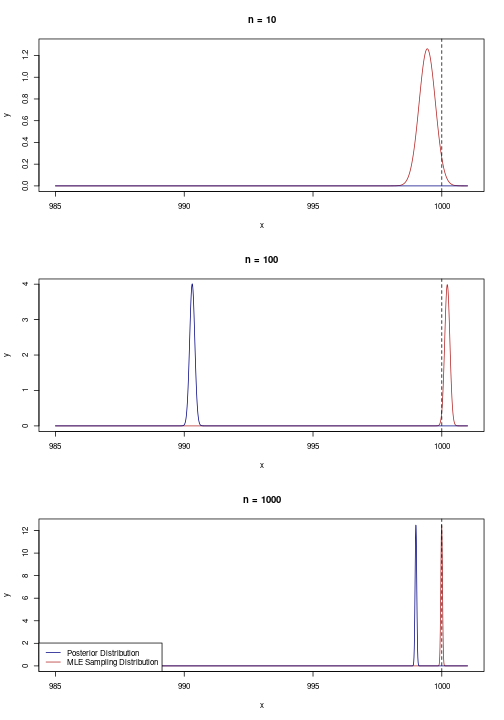 n = 10
y
0.0 0.2 0.4 0.6 0.8 1.0 1.2
985 990 995 1000
x
n = 100
y
0 1 2 3 4
985 990 995 1000
x
n = 1000
y
0 2 4 6 8 10 12
Posterior Distribution
MLE Sampling Distribution
985 990 995 1000
x